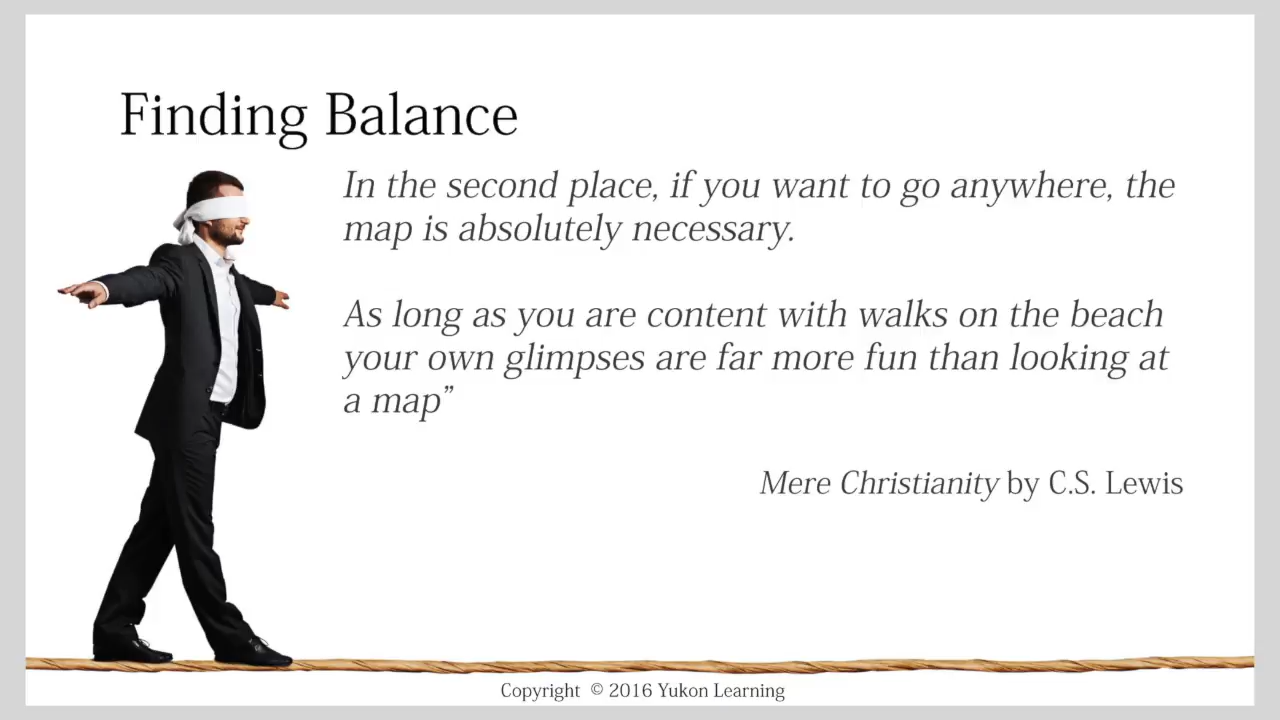 Finding Balance
In the second place, if you want to go anywhere, the
map is absolutely necessary.
As long as you are content with walks on the beach
your own glimpses are far more fun than looking at
a map”
Mere Christianity by C.S. Lewis
Copyright © 2016 Yukon Learning